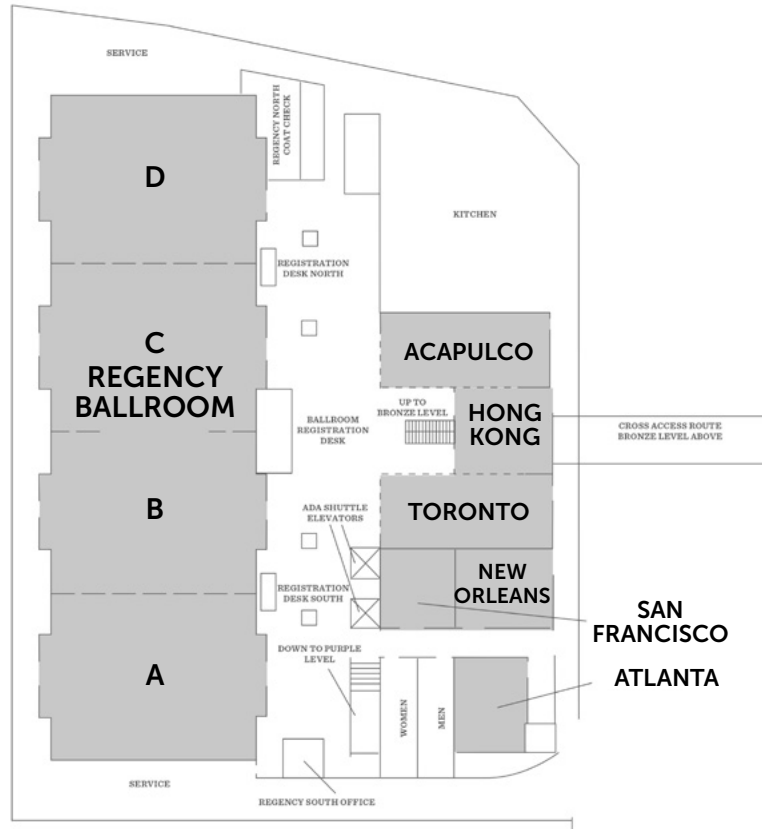 SERVICE
REGENCY NORTH
COAT CHECK
D
KITCHEN
REGISTRATION
DESK NORTH
C
REGENCY
BALLROOM
ACAPULCO
UP TO
BRONZE LEVEL
HONG
KONG
BALLROOM
REGISTRATION
DESK
CROSS ACCESS ROUTE
BRONZE LEVEL ABOVE
B
ADA SHUTTLE
ELEVATORS
TORONTO
REGISTRATION
DESK SOUTH
NEW
ORLEANS
SAN
FRANCISCO
A
DOWN TO PURPLE
LEVEL
ATLANTA
WOMEN
MEN
SERVICE
REGENCY SOUTH OFFICE